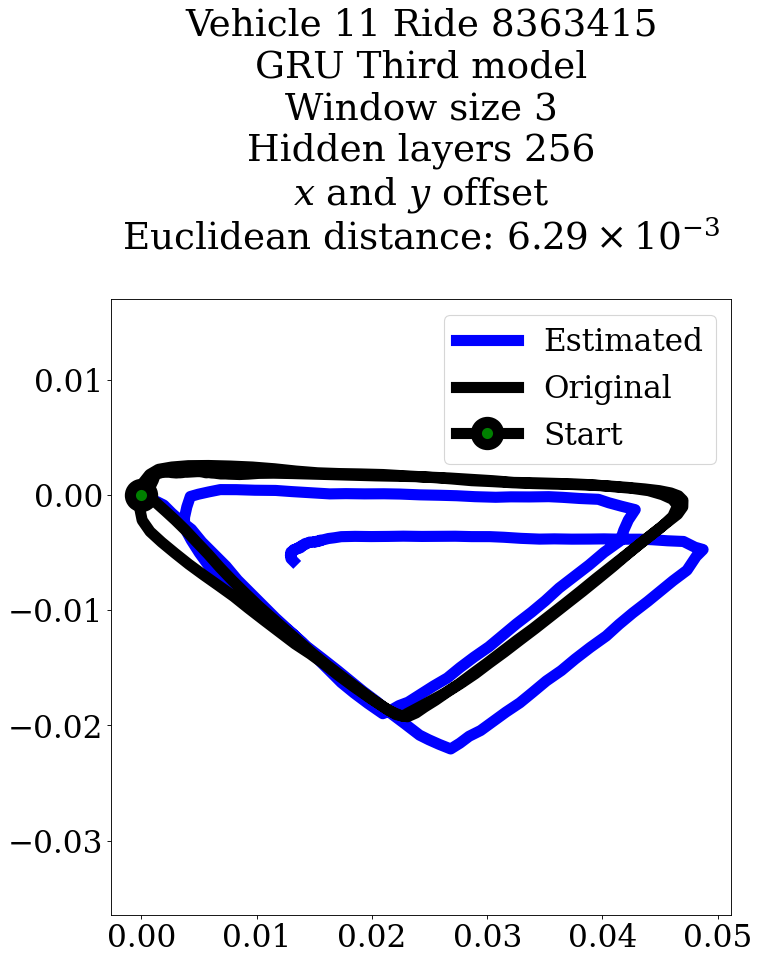 Vehicle 11 Ride 8363415
GRU Third model
Window size 3
Hidden layers 256
x and y offset
Euclidean distance: 6.29 × 10⁻³
Estimated
Original
Start
0.01
0.00
−0.01
−0.02
−0.03
0.00 0.01 0.02 0.03 0.04 0.05